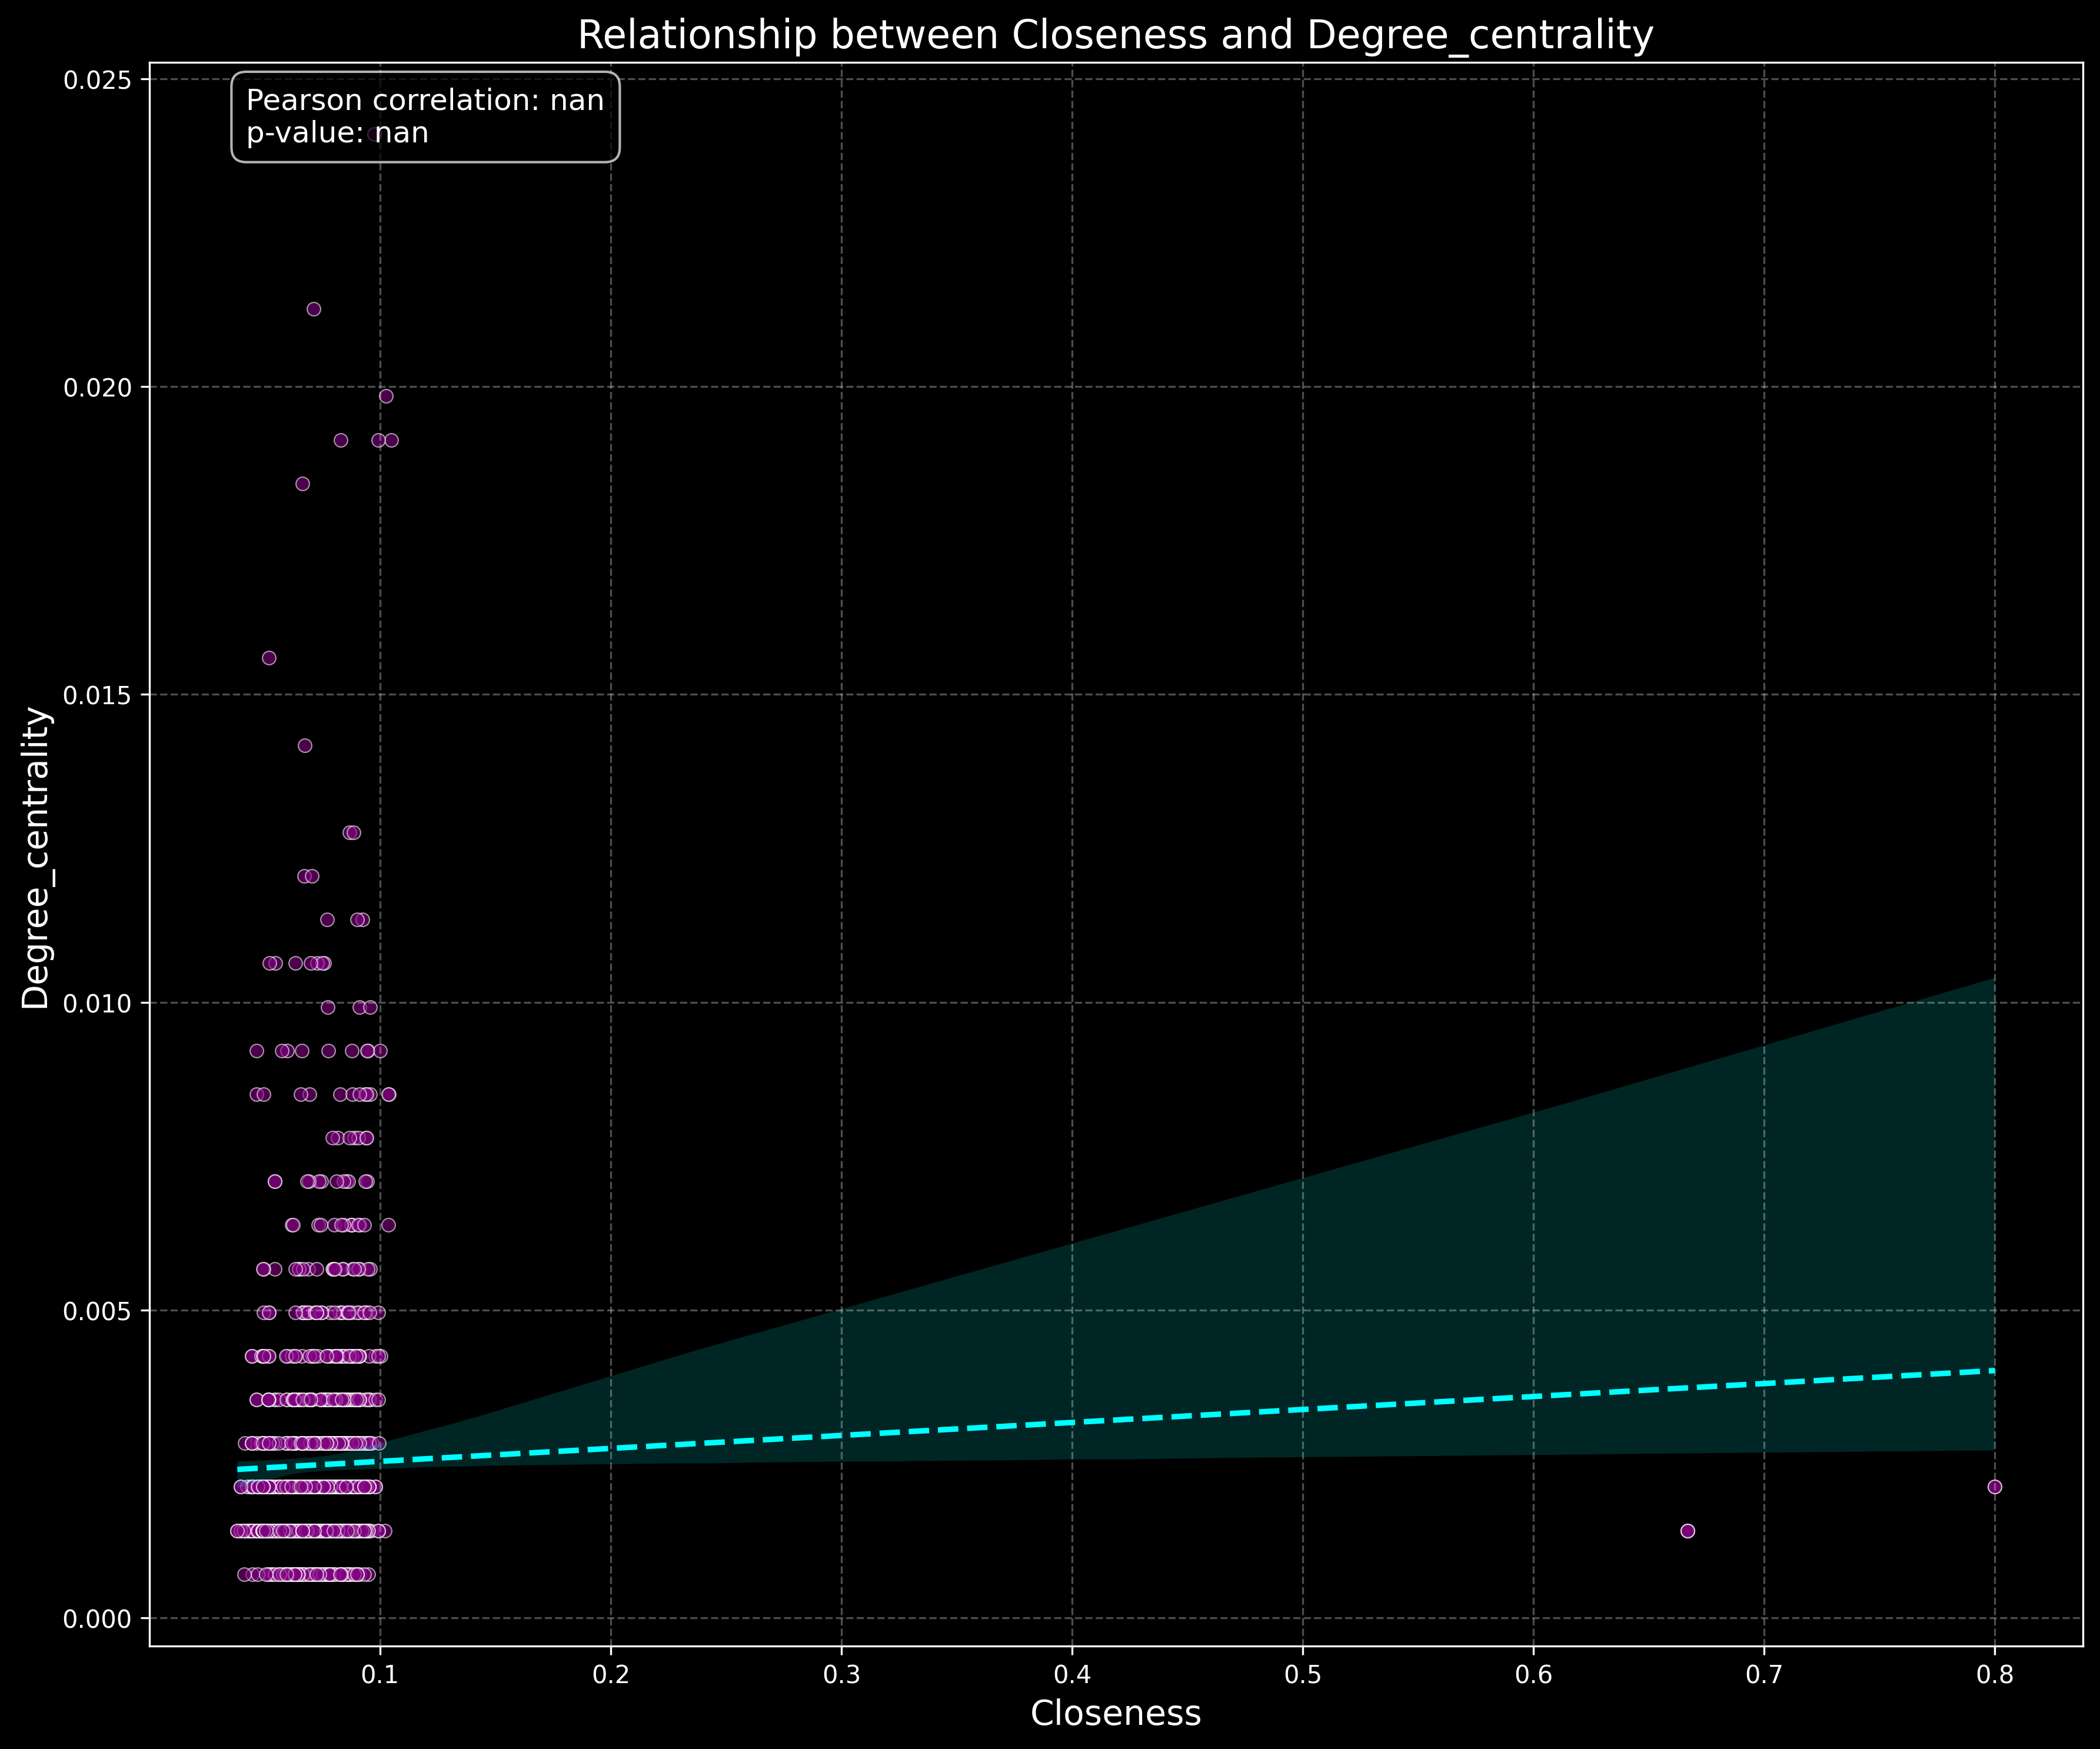 Relationship between Closeness and Degree_centrality
Pearson correlation: nan
p-value: nan
Degree_centrality
0.025
0.020
0.015
0.010
0.005
0.000
0.1 0.2 0.3 0.4 0.5 0.6 0.7 0.8
Closeness